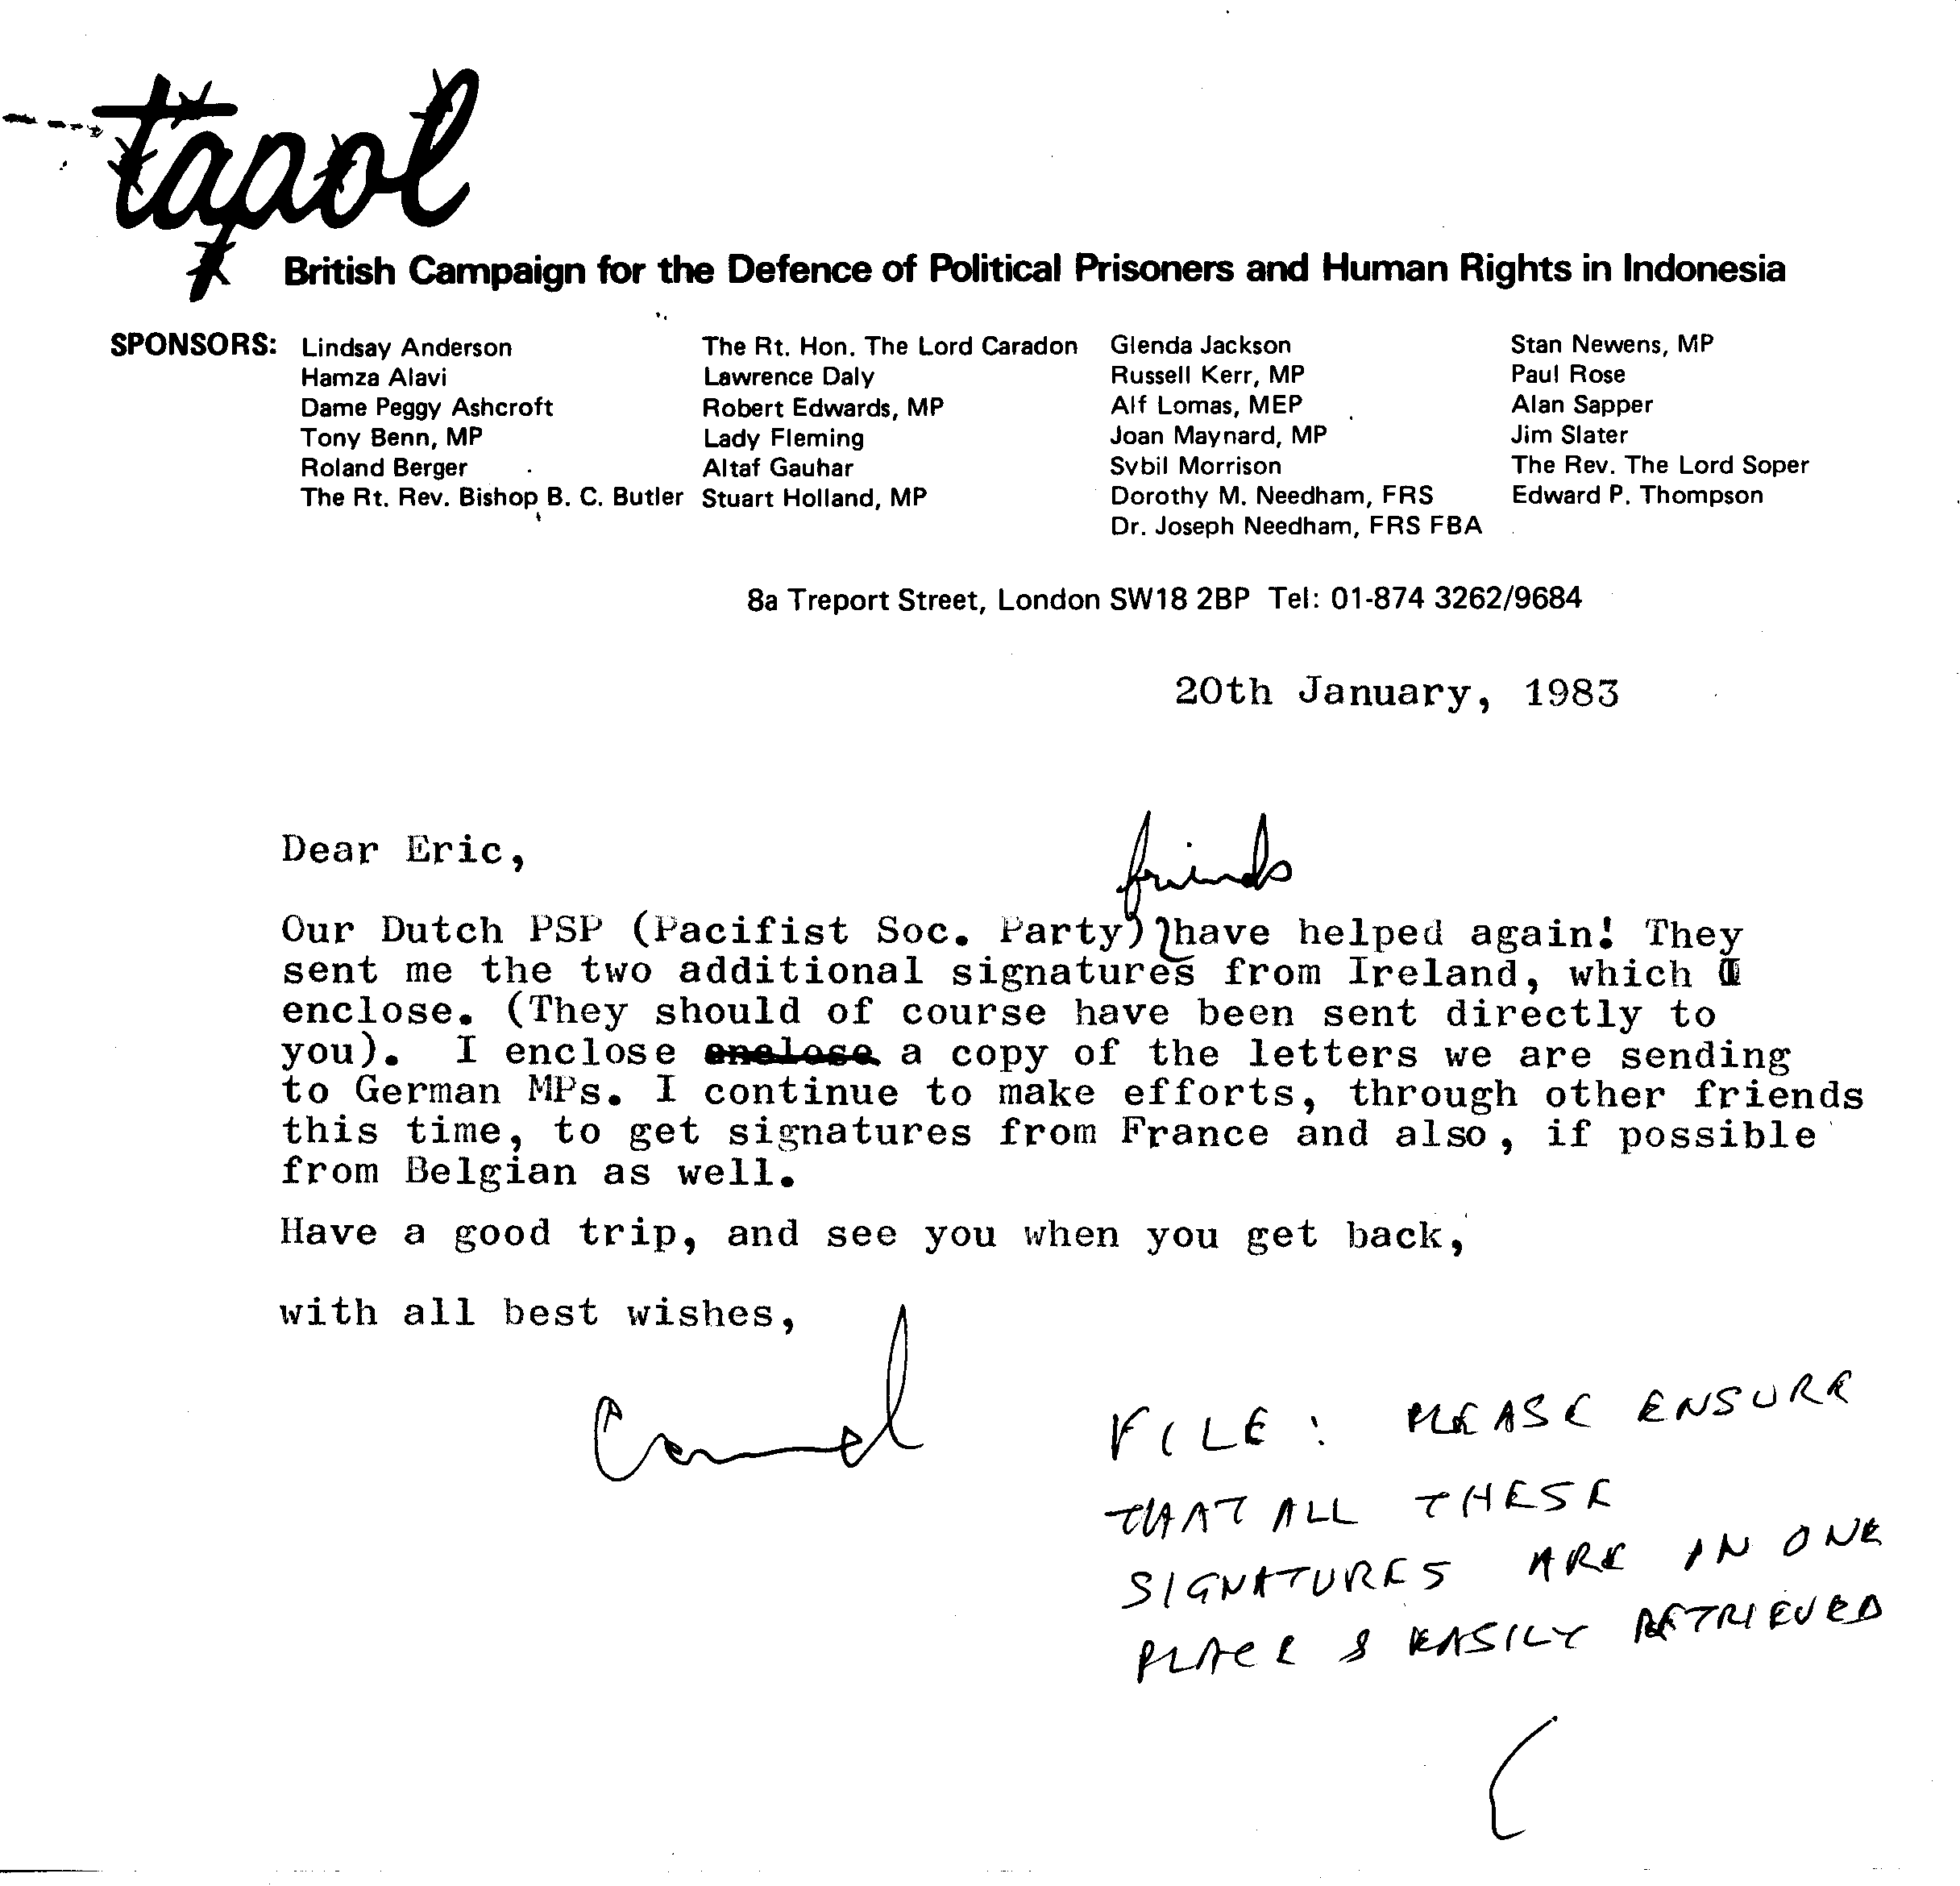 tapol
British Campaign for the Defence of Political Prisoners and Human Rights in Indonesia
SPONSORS:
Lindsay Anderson
Hamza Alavi
Dame Peggy Ashcroft
Tony Benn, MP
Roland Berger
The Rt. Rev. Bishop B. C. Butler
The Rt. Hon. The Lord Caradon
Lawrence Daly
Robert Edwards, MP
Lady Fleming
Altaf Gauhar
Stuart Holland, MP
Glenda Jackson
Russell Kerr, MP
Alf Lomas, MEP
Joan Maynard, MP
Sybil Morrison
Dorothy M. Needham, FRS
Dr. Joseph Needham, FRS FBA
Stan Newens, MP
Paul Rose
Alan Sapper
Jim Slater
The Rev. The Lord Soper
Edward P. Thompson
8a Treport Street, London SW18 2BP Tel: 01-874 3262/9684
20th January, 1983
Dear Eric,
friends
Our Dutch PSP (Pacifist Soc. Party) have helped again! They
sent me the two additional signatures from Ireland, which I
enclose. (They should of course have been sent directly to
you). I enclose enclose a copy of the letters we are sending
to German MPs. I continue to make efforts, through other friends
this time, to get signatures from France and also, if possible
from Belgian as well.
Have a good trip, and see you when you get back,
with all best wishes,
Carmel
FILE: PLEASE ENSURE
THAT ALL THESE
SIGNATURES ARE IN ONE
PLACE & EASILY RETRIEVED